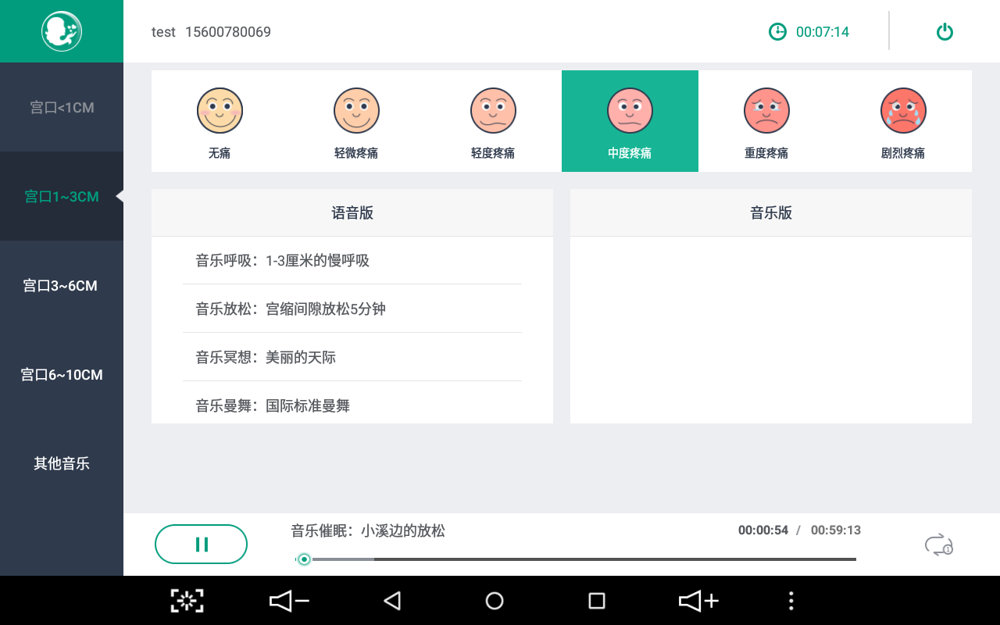 test 15600780069
00:07:14
宫口<1CM
宫口1~3CM
宫口3~6CM
宫口6~10CM
其他音乐
无痛
轻微疼痛
轻度疼痛
中度疼痛
重度疼痛
剧烈疼痛
语音版
音乐呼吸：1-3厘米的慢呼吸
音乐放松：宫缩间隙放松5分钟
音乐冥想：美丽的天际
音乐曼舞：国际标准曼舞
音乐版
音乐催眠：小溪边的放松
00:00:54 / 00:59:13
1